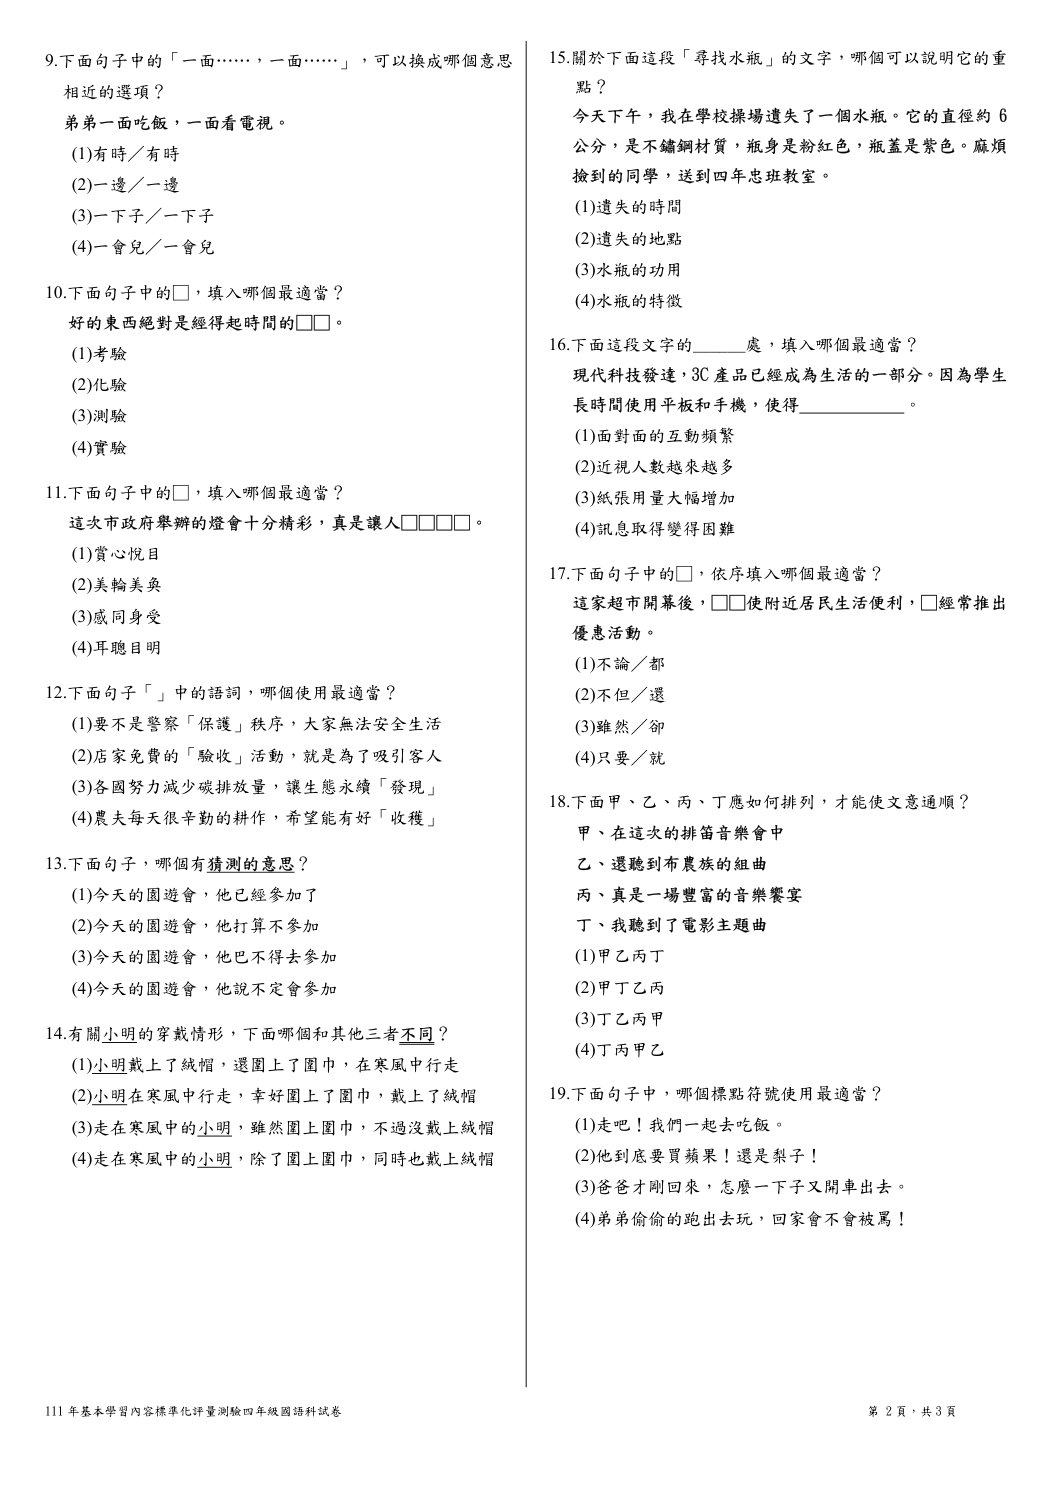 9.下面句子中的「一面……，一面……」，可以換成哪個意思
相近的選項？
弟弟一面吃飯，一面看電視。
(1)有時／有時
(2)一邊／一邊
(3)一下子／一下子
(4)一會兒／一會兒
10.下面句子中的□，填入哪個最適當？
好的東西絕對是經得起時間的□□。
(1)考驗
(2)化驗
(3)測驗
(4)實驗
11.下面句子中的□，填入哪個最適當？
這次市政府舉辦的燈會十分精彩，真是讓人□□□□。
(1)賞心悅目
(2)美輪美奐
(3)感同身受
(4)耳聰目明
12.下面句子「」中的語詞，哪個使用最適當？
(1)要不是警察「保護」秩序，大家無法安全生活
(2)店家免費的「驗收」活動，就是為了吸引客人
(3)各國努力減少碳排放量，讓生態永續「發現」
(4)農夫每天很辛勤的耕作，希望能有好「收穫」
13.下面句子，哪個有猜測的意思？
(1)今天的園遊會，他已經參加了
(2)今天的園遊會，他打算不參加
(3)今天的園遊會，他巴不得去參加
(4)今天的園遊會，他說不定會參加
14.有關小明的穿戴情形，下面哪個和其他三者不同？
(1)小明戴上了絨帽，還圍上了圍巾，在寒風中行走
(2)小明在寒風中行走，幸好圍上了圍巾，戴上了絨帽
(3)走在寒風中的小明，雖然圍上圍巾，不過沒戴上絨帽
(4)走在寒風中的小明，除了圍上圍巾，同時也戴上絨帽
15.關於下面這段「尋找水瓶」的文字，哪個可以說明它的重
點？
今天下午，我在學校操場遺失了一個水瓶。它的直徑約 6
公分，是不鏽鋼材質，瓶身是粉紅色，瓶蓋是紫色。麻煩
撿到的同學，送到四年忠班教室。
(1)遺失的時間
(2)遺失的地點
(3)水瓶的功用
(4)水瓶的特徵
16.下面這段文字的______處，填入哪個最適當？
現代科技發達，3C 產品已經成為生活的一部分。因為學生
長時間使用平板和手機，使得____________。
(1)面對面的互動頻繁
(2)近視人數越來越多
(3)紙張用量大幅增加
(4)訊息取得變得困難
17.下面句子中的□，依序填入哪個最適當？
這家超市開幕後，□□使附近居民生活便利，□經常推出
優惠活動。
(1)不論／都
(2)不但／還
(3)雖然／卻
(4)只要／就
18.下面甲、乙、丙、丁應如何排列，才能使文意通順？
甲、在這次的排笛音樂會中
乙、還聽到布農族的組曲
丙、真是一場豐富的音樂饗宴
丁、我聽到了電影主題曲
(1)甲乙丙丁
(2)甲丁乙丙
(3)丁乙丙甲
(4)丁丙甲乙
19.下面句子中，哪個標點符號使用最適當？
(1)走吧！我們一起去吃飯。
(2)他到底要買蘋果！還是梨子！
(3)爸爸才剛回來，怎麼一下子又開車出去。
(4)弟弟偷偷的跑出去玩，回家會不會被罵！
111 年基本學習內容標準化評量測驗四年級國語科試卷
第 2 頁，共 3 頁